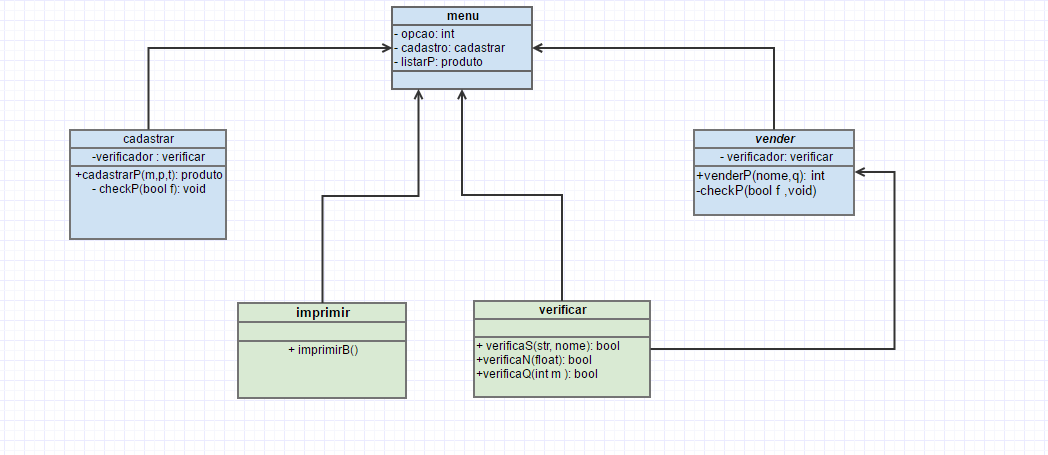 menu
- opcao: int
- cadastro: cadastrar
- listarP: produto
cadastrar
-verificador : verificar
+cadastrarP(m,p,t): produto
- checkP(bool f): void
vender
- verificador: verificar
+venderP(nome,q): int
-checkP(bool f ,void)
imprimir
+ imprimirB()
verificar
+ verificaS(str, nome): bool
+verificaN(float): bool
+verificaQ(int m ): bool